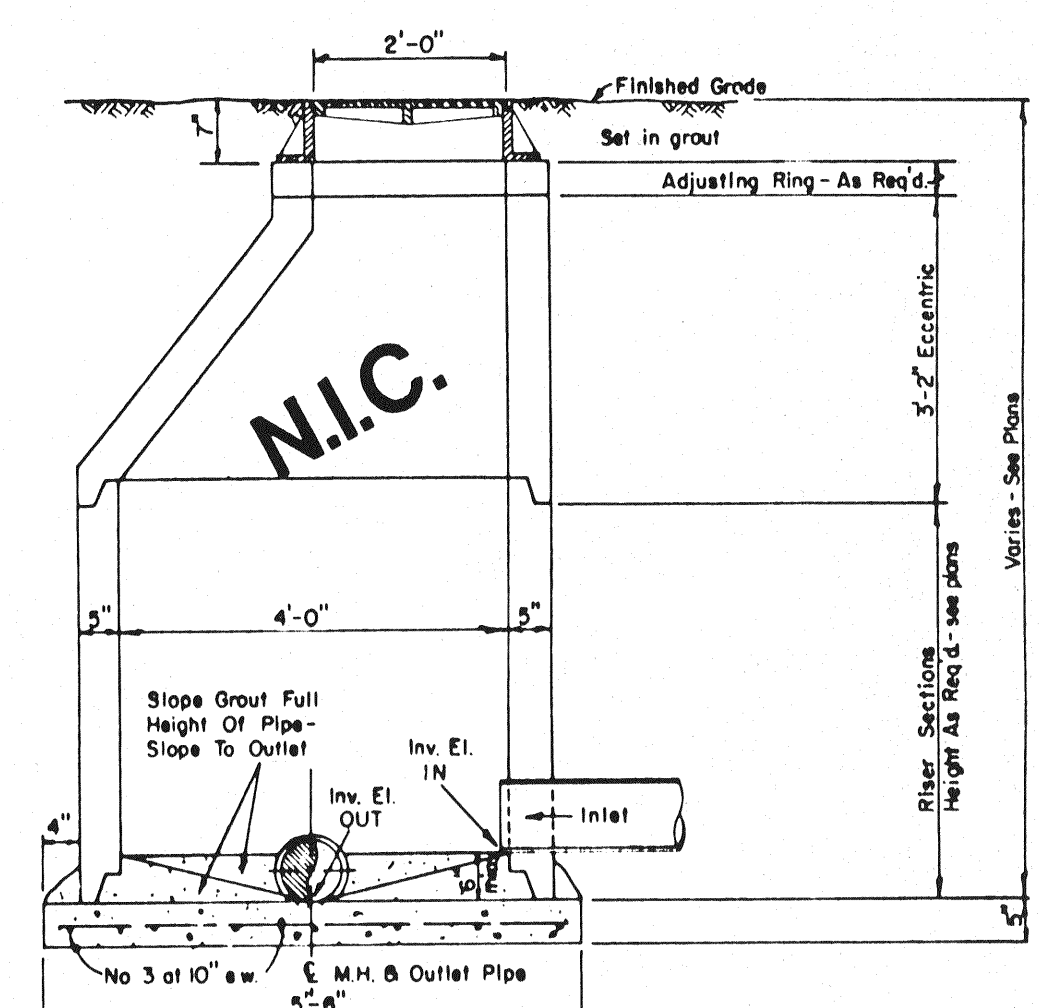 2'-0"
Finished Grade
7"
Set in grout
Adjusting Ring - As Req'd.
3'-2" Eccentric
N.I.C.
Varies - See Plans
5"
4'-0"
5"
Riser Sections
Height As Req'd - see plans
Slope Grout Full
Height Of Pipe -
Slope To Outlet
Inv. El.
IN
Inv. El.
OUT
Inlet
4"
max
5"
No 3 at 10" e w.
℄ M.H. & Outlet Pipe